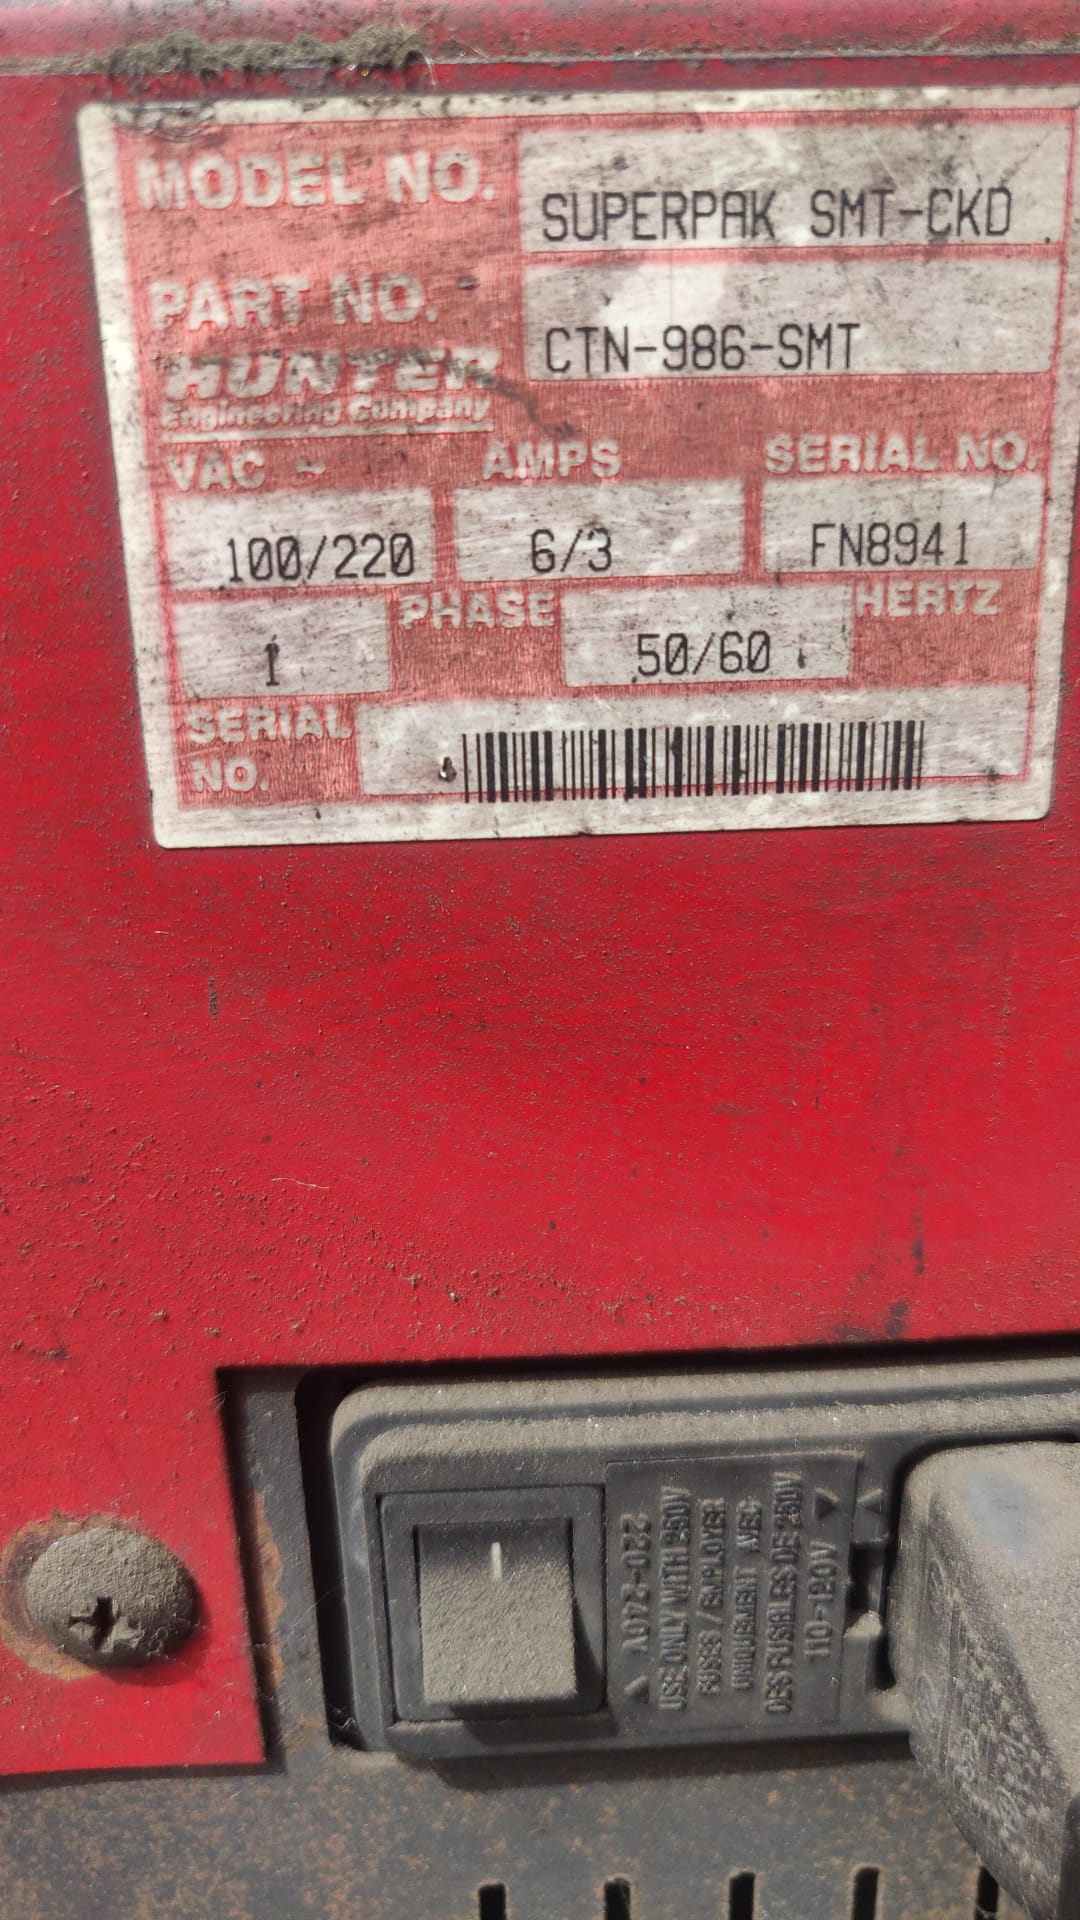 MODEL NO.
SUPERPAK SMT-CKD
PART NO.
CTN-986-SMT
HUNTER
Engineering Company
VAC ~
AMPS
SERIAL NO.
100/220
6/3
FN8941
1
PHASE
50/60
HERTZ
SERIAL
NO.
220-240V
USE ONLY WITH 250V
FUSES / EMPLOYER
UNIQUEMENT AVEC
DES FUSIBLES DE 250V
110-120V